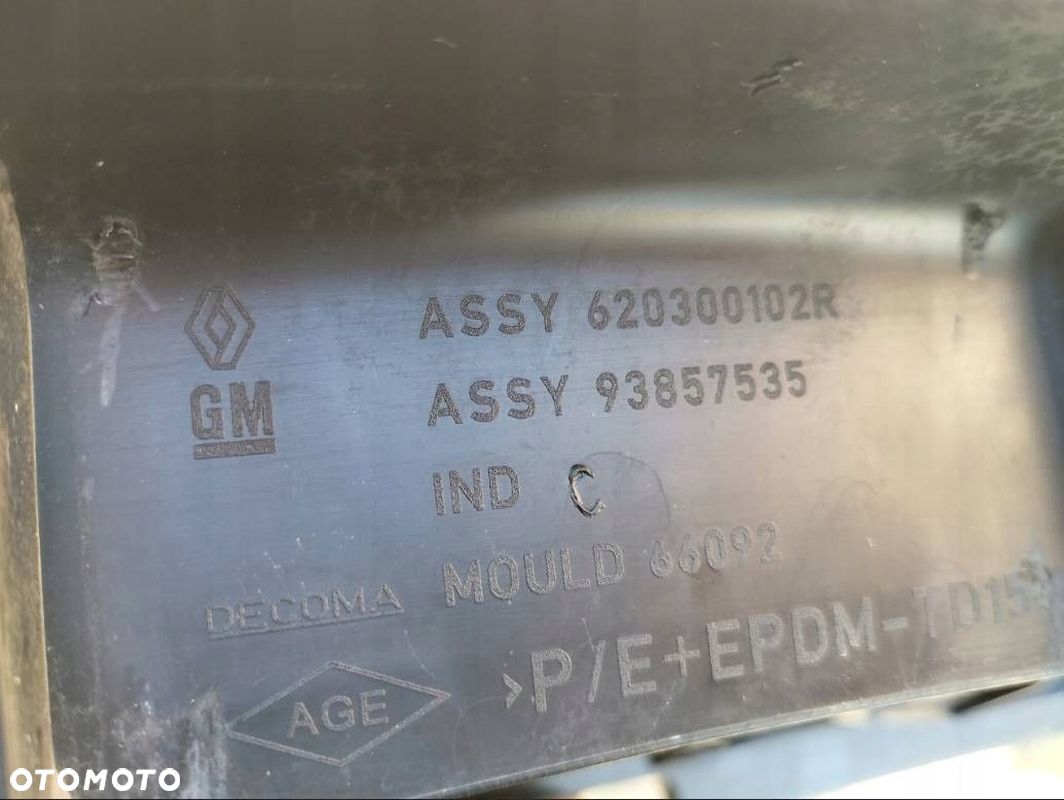 ASSY 620300102R
GM
ASSY 93857535
IND C
DECOMA MOULD 66092
>P/E+EPDM-TD15
AGE
OTOMOTO